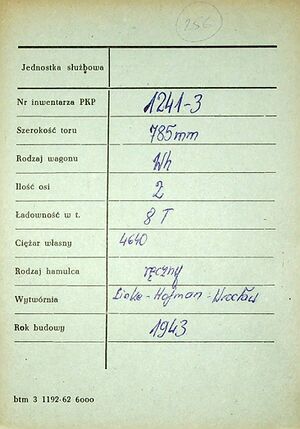 256
Jednostka służbowa
Nr inwentarza PKP 1241-3
Szerokość toru 785mm
Rodzaj wagonu Wh
Ilość osi 2
Ładowność w t. 8 T
Ciężar własny 4640
Rodzaj hamulca ręczny
Wytwórnia Linke-Hofman-Wrocław
Rok budowy 1943
btm 3 1192-62 6000